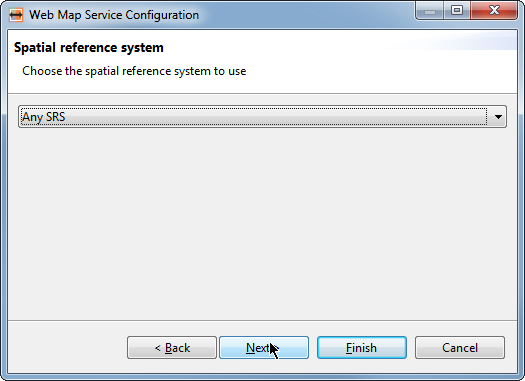 Web Map Service Configuration
Spatial reference system
Choose the spatial reference system to use
Any SRS
< Back
Next >
Finish
Cancel